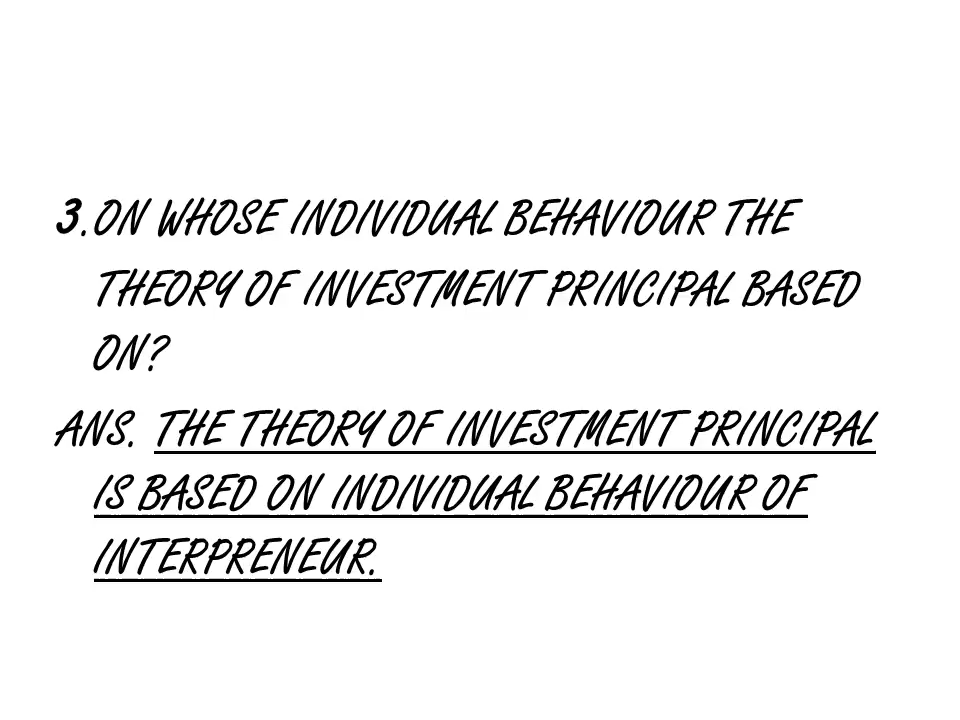 3.ON WHOSE INDIVIDUAL BEHAVIOUR THE
THEORY OF INVESTMENT PRINCIPAL BASED
ON?
ANS. THE THEORY OF INVESTMENT PRINCIPAL
IS BASED ON INDIVIDUAL BEHAVIOUR OF
INTERPRENEUR.